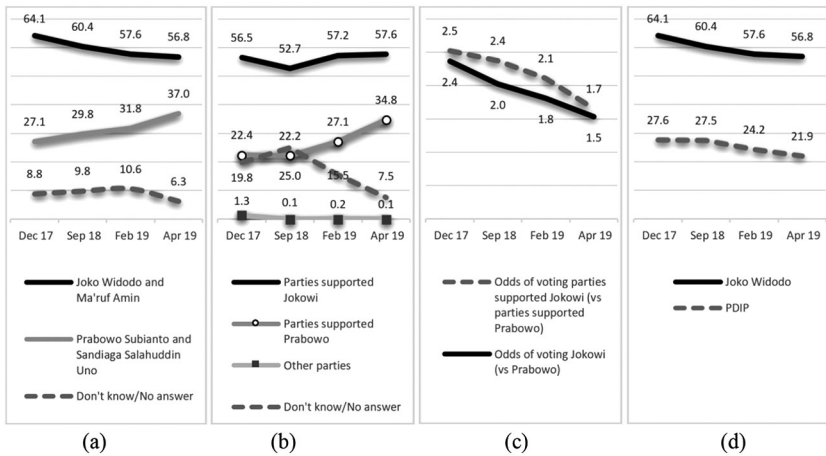 64.1
60.4
57.6
56.8
37.0
31.8
29.8
27.1
8.8
9.8
10.6
6.3
Dec 17 Sep 18 Feb 19 Apr 19
Joko Widodo and
Ma'ruf Amin
Prabowo Subianto and
Sandiaga Salahuddin
Uno
Don't know/No answer
(a)
56.5
52.7
57.2
57.6
34.8
27.1
22.4
22.2
19.8
25.0
15.5
7.5
1.3
0.1
0.2
0.1
Dec 17 Sep 18 Feb 19 Apr 19
Parties supported
Jokowi
Parties supported
Prabowo
Other parties
Don't know/No answer
(b)
2.5
2.4
2.1
1.7
2.4
2.0
1.8
1.5
Dec 17 Sep 18 Feb 19 Apr 19
Odds of voting parties
supported Jokowi (vs
parties supported
Prabowo)
Odds of voting Jokowi
(vs Prabowo)
(c)
64.1
60.4
57.6
56.8
27.6
27.5
24.2
21.9
Dec 17 Sep 18 Feb 19 Apr 19
Joko Widodo
PDIP
(d)